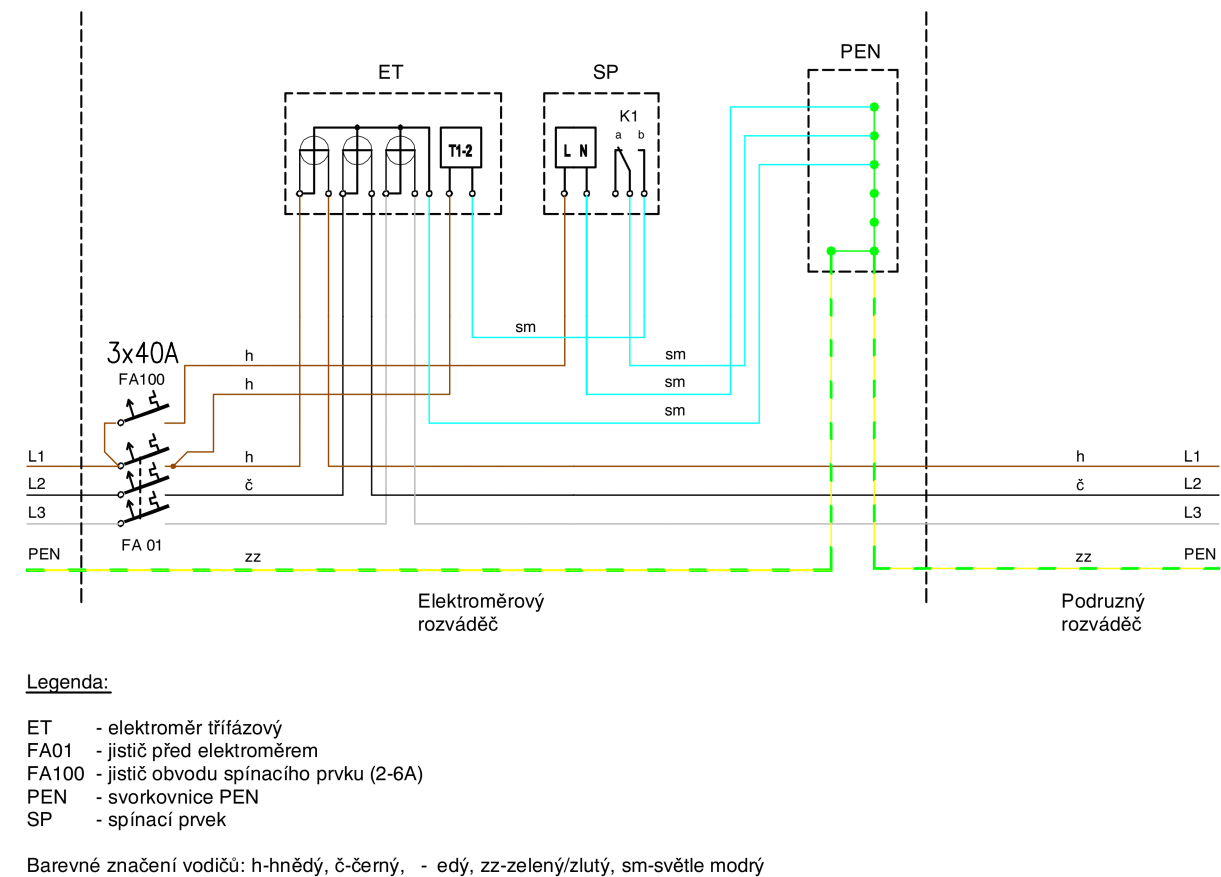 PEN
ET
SP
K1
a b
T1-2
L N
sm
3x40A
h
sm
FA100
h
sm
sm
L1
h
h
L1
L2
č
č
L2
L3
L3
FA 01
PEN
zz
zz
PEN
Elektroměrový
rozváděč
Podruzný
rozváděč
Legenda:
ET - elektroměr třífázový
FA01 - jistič před elektroměrem
FA100 - jistič obvodu spínacího prvku (2-6A)
PEN - svorkovnice PEN
SP - spínací prvek
Barevné značení vodičů: h-hnědý, č-černý, - edý, zz-zelený/zlutý, sm-světle modrý